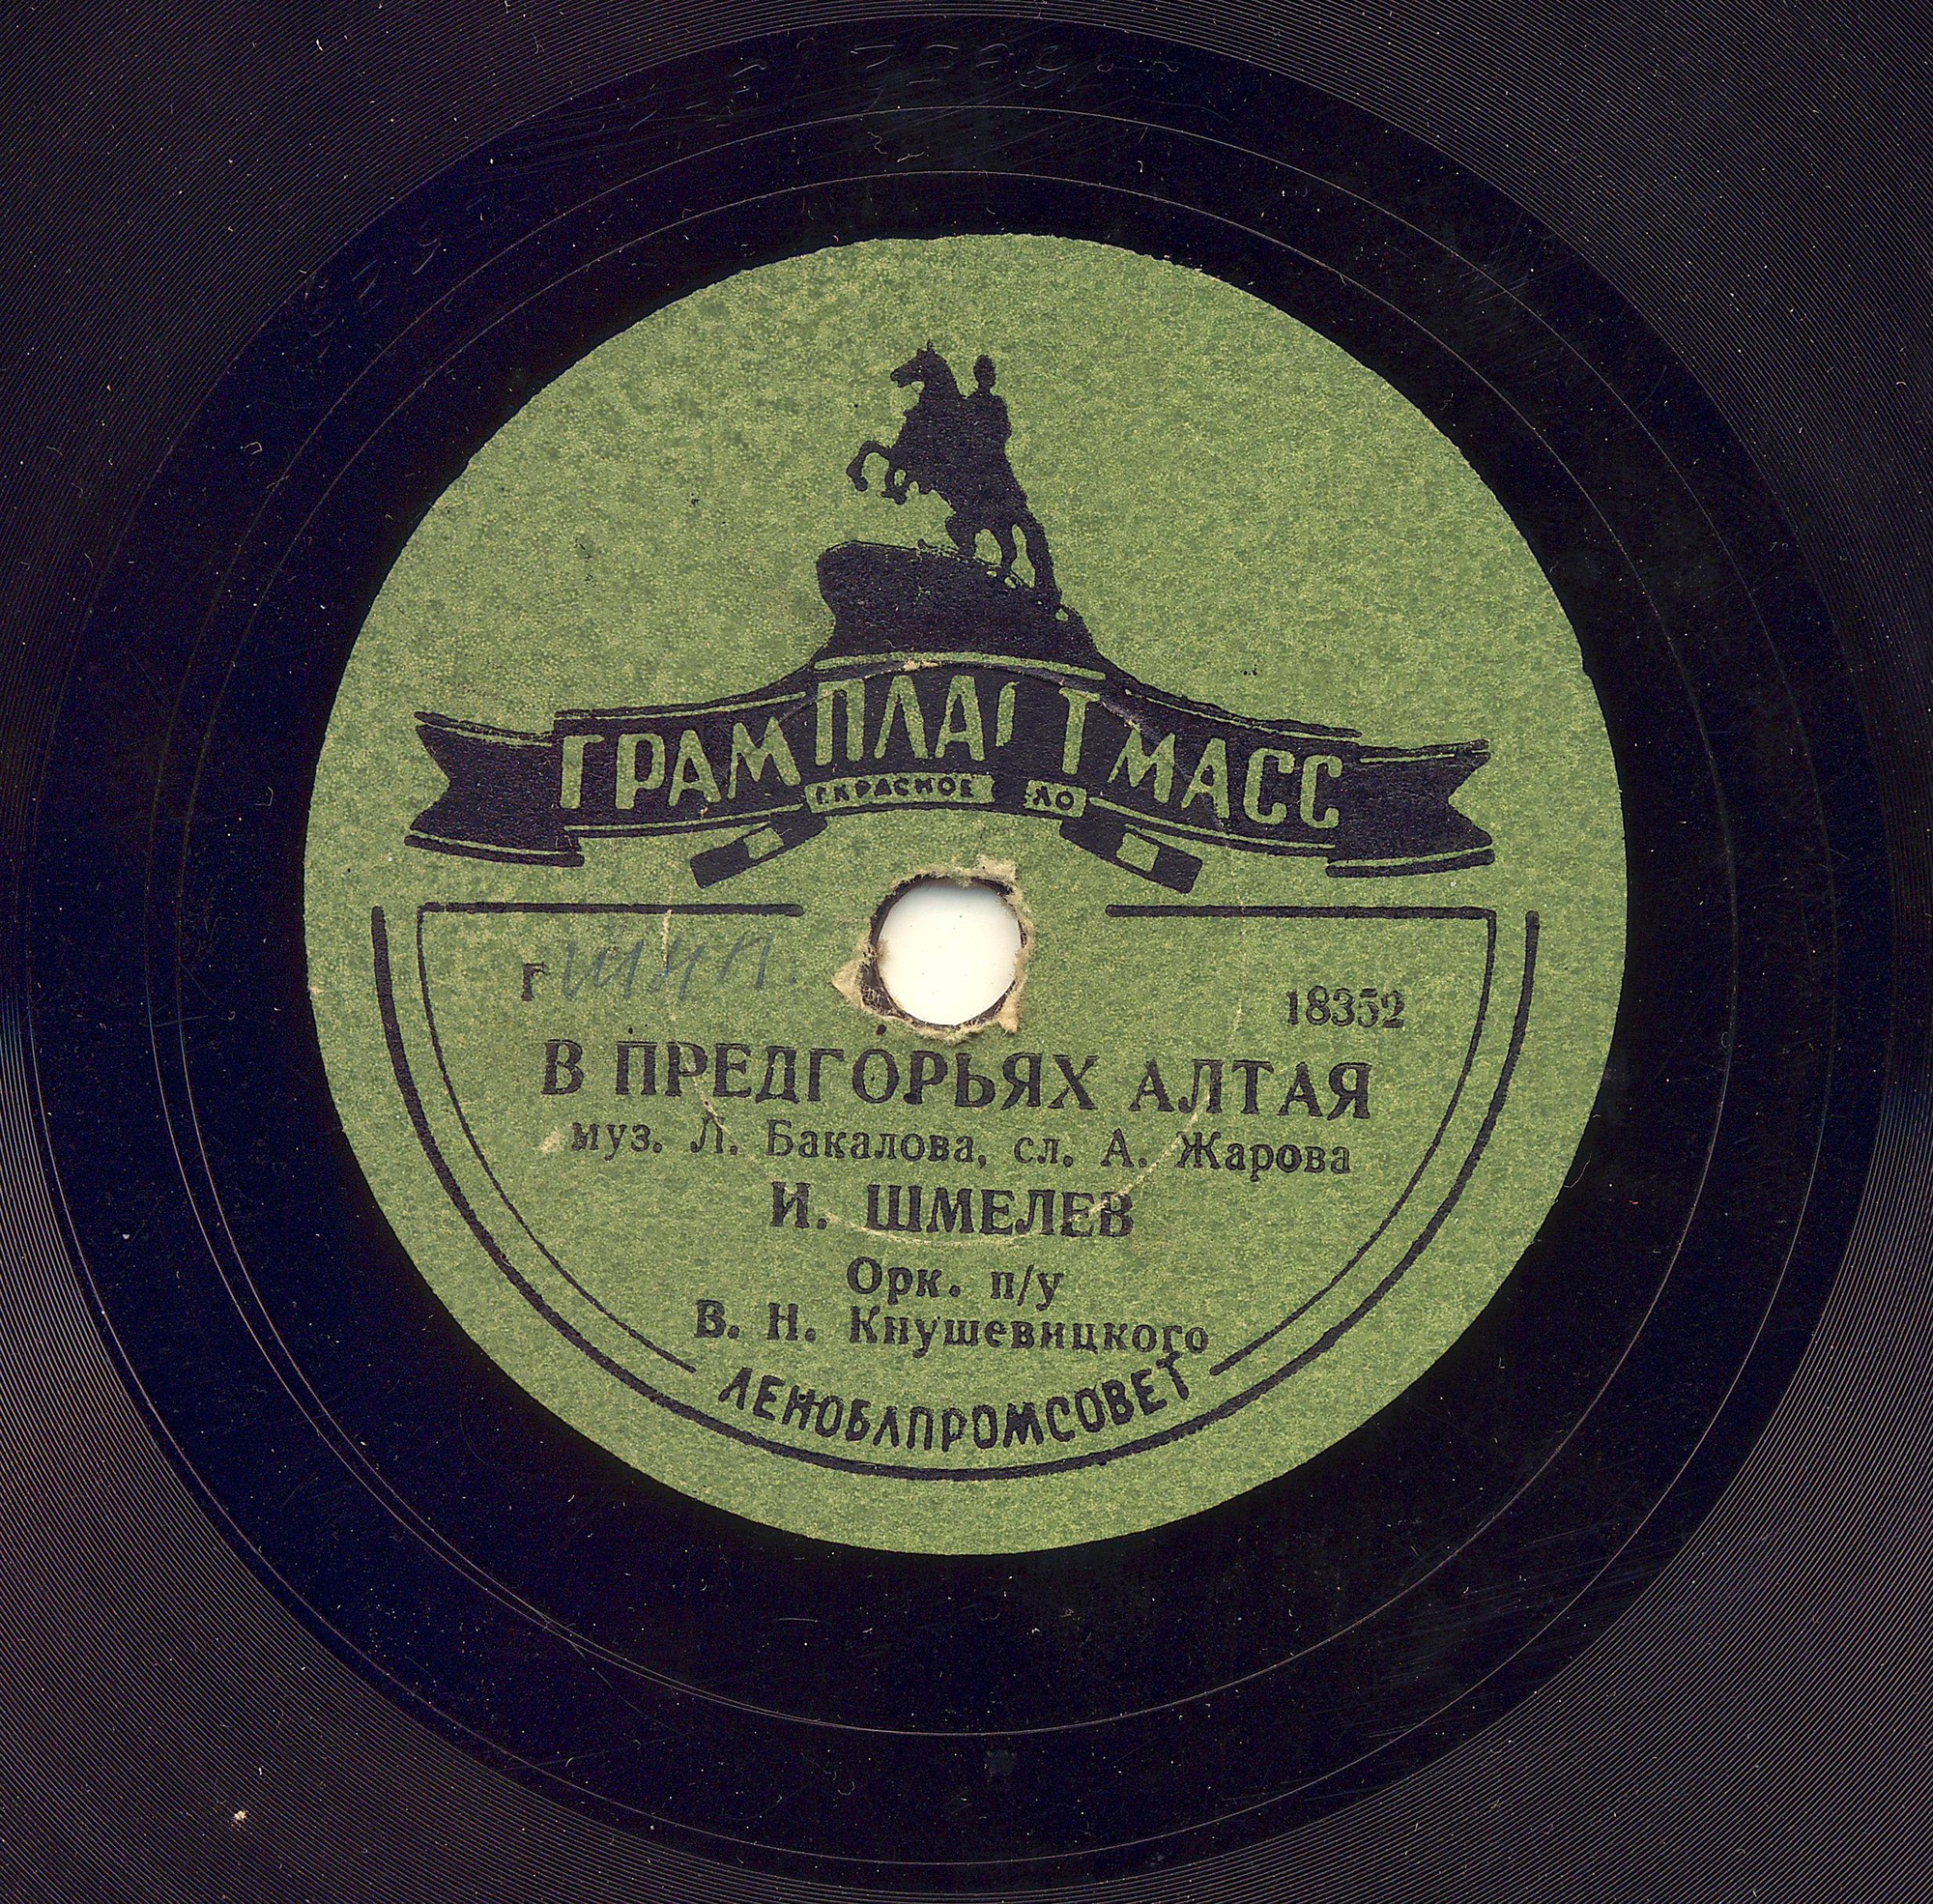 ГРАМПЛАСТМАСС
г. КРАСНОЕ
г
18352
В ПРЕДГОРЬЯХ АЛТАЯ
муз. Л. Бакалова, сл. А. Жарова
И. ШМЕЛЕВ
Орк. п/у
В. Н. Кнушевицкого
ЛЕНОБЛПРОМСОВЕТ